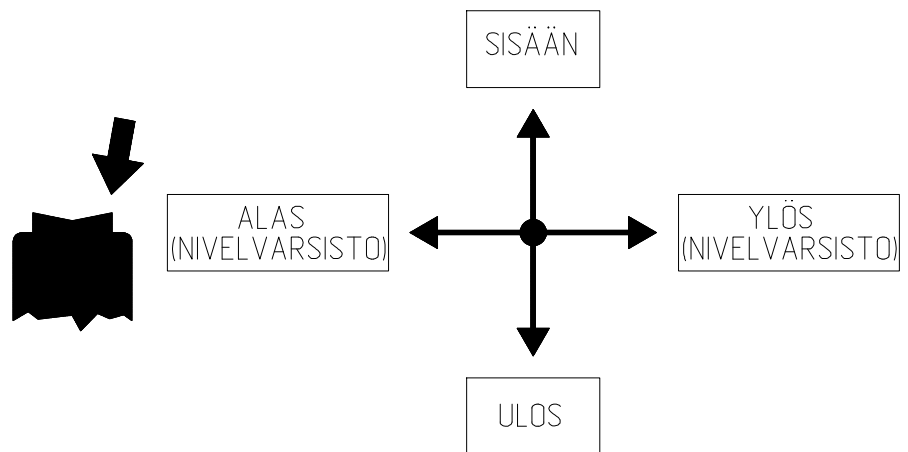 SISÄÄN
ALAS
(NIVELVARSISTO)
YLÖS
(NIVELVARSISTO)
ULOS